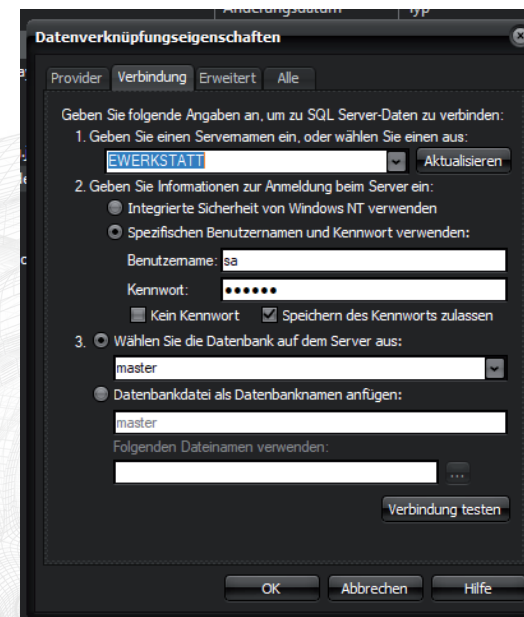 Änderungsdatum Typ
Datenverknüpfungseigenschaften
Provider Verbindung Erweitert Alle
Geben Sie folgende Angaben an, um zu SQL Server-Daten zu verbinden:
1. Geben Sie einen Servernamen ein, oder wählen Sie einen aus:
EWERKSTATT Aktualisieren
2. Geben Sie Informationen zur Anmeldung beim Server ein:
Integrierte Sicherheit von Windows NT verwenden
Spezifischen Benutzernamen und Kennwort verwenden:
Benutzername: sa
Kennwort: ••••••
Kein Kennwort Speichern des Kennworts zulassen
3. Wählen Sie die Datenbank auf dem Server aus:
master
Datenbankdatei als Datenbanknamen anfügen:
master
Folgenden Dateinamen verwenden:
...
Verbindung testen
OK Abbrechen Hilfe